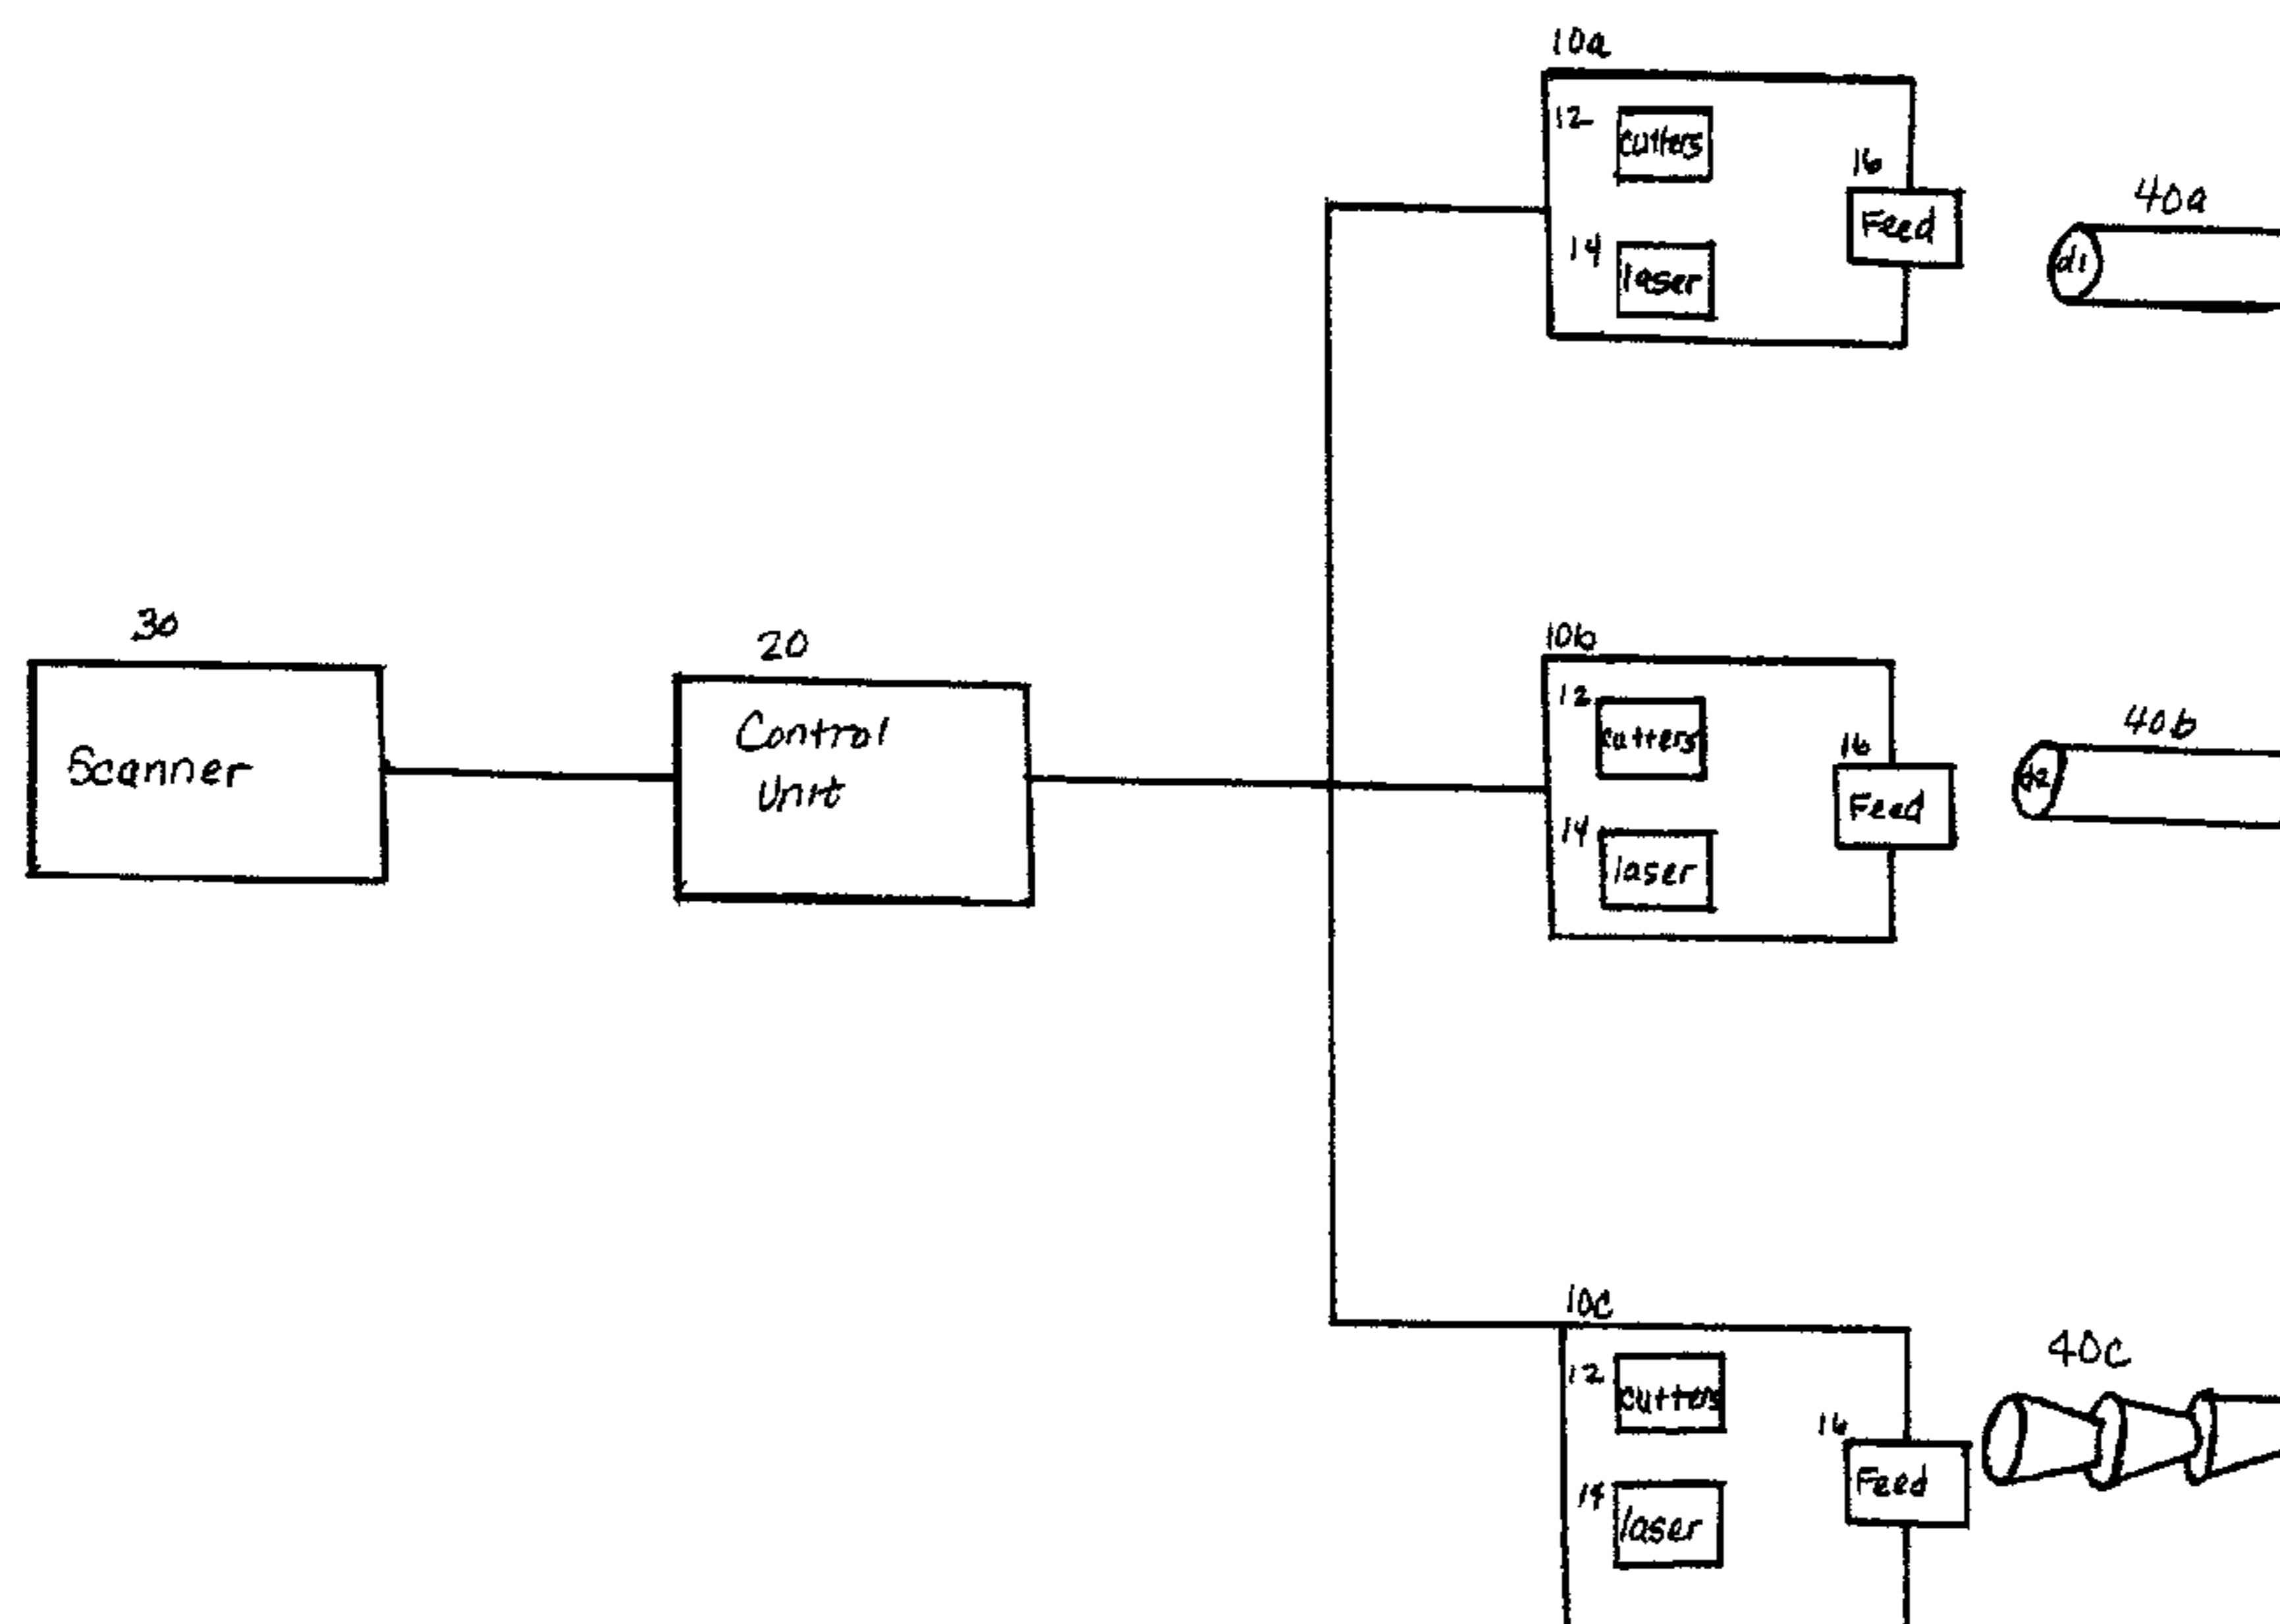 10a
12
cutters
16
Feed
14
laser
40a
d1
30
Scanner
20
Control
Unit
10b
12
cutters
16
Feed
14
laser
40b
d2
10c
12
cutters
16
Feed
14
laser
40c